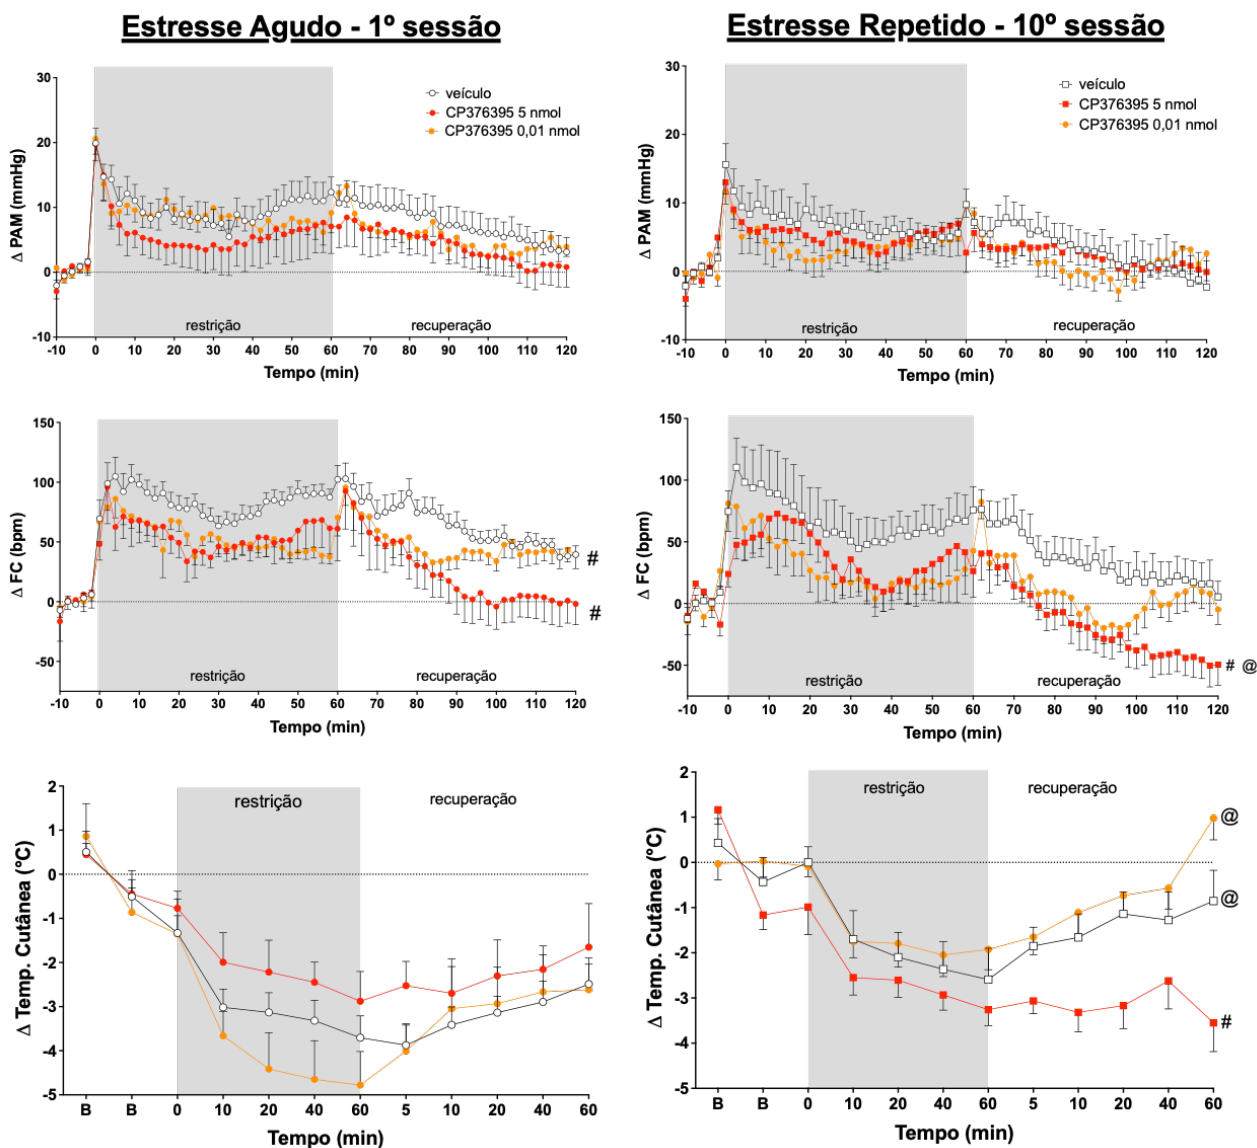 Estresse Agudo - 1º sessão
Estresse Repetido - 10º sessão
Δ PAM (mmHg)
30
20
10
0
-10
veículo
CP376395 5 nmol
CP376395 0,01 nmol
restrição
recuperação
-10 0 10 20 30 40 50 60 70 80 90 100 110 120
Tempo (min)
Δ PAM (mmHg)
30
20
10
0
-10
veículo
CP376395 5 nmol
CP376395 0,01 nmol
restrição
recuperação
-10 0 10 20 30 40 50 60 70 80 90 100 110 120
Tempo (min)
Δ FC (bpm)
150
100
50
0
-50
#
#
restrição
recuperação
-10 0 10 20 30 40 50 60 70 80 90 100 110 120
Tempo (min)
Δ FC (bpm)
150
100
50
0
-50
# @
restrição
recuperação
-10 0 10 20 30 40 50 60 70 80 90 100 110 120
Tempo (min)
Δ Temp. Cutânea (°C)
2
1
0
-1
-2
-3
-4
-5
restrição
recuperação
B B 0 10 20 40 60 5 10 20 40 60
Tempo (min)
Δ Temp. Cutânea (°C)
2
1
0
-1
-2
-3
-4
-5
restrição
recuperação
@
@
#
B B 0 10 20 40 60 5 10 20 40 60
Tempo (min)